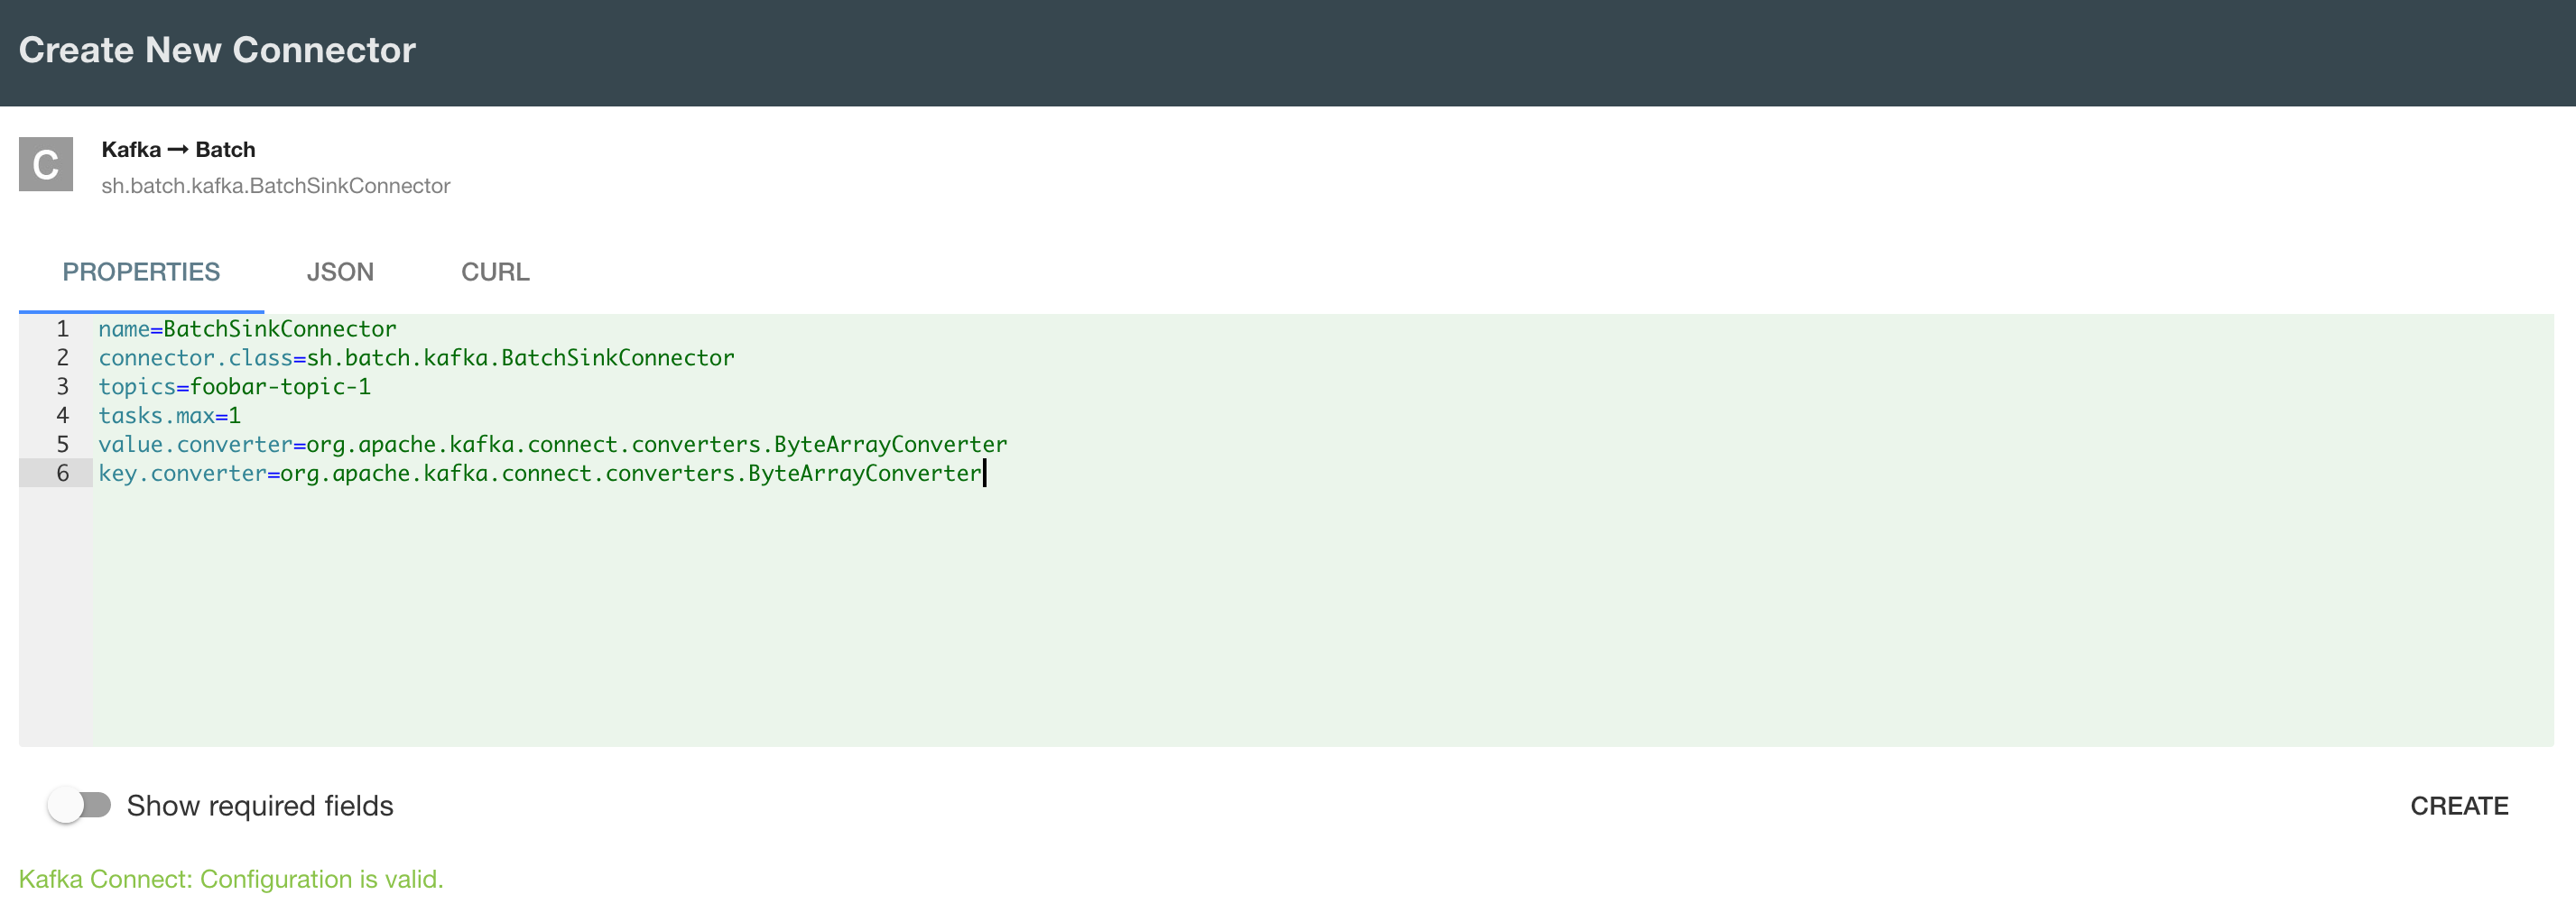 Create New Connector
C
Kafka → Batch
sh.batch.kafka.BatchSinkConnector
PROPERTIES JSON CURL
1 name=BatchSinkConnector
2 connector.class=sh.batch.kafka.BatchSinkConnector
3 topics=foobar-topic-1
4 tasks.max=1
5 value.converter=org.apache.kafka.connect.converters.ByteArrayConverter
6 key.converter=org.apache.kafka.connect.converters.ByteArrayConverter
Show required fields CREATE
Kafka Connect: Configuration is valid.